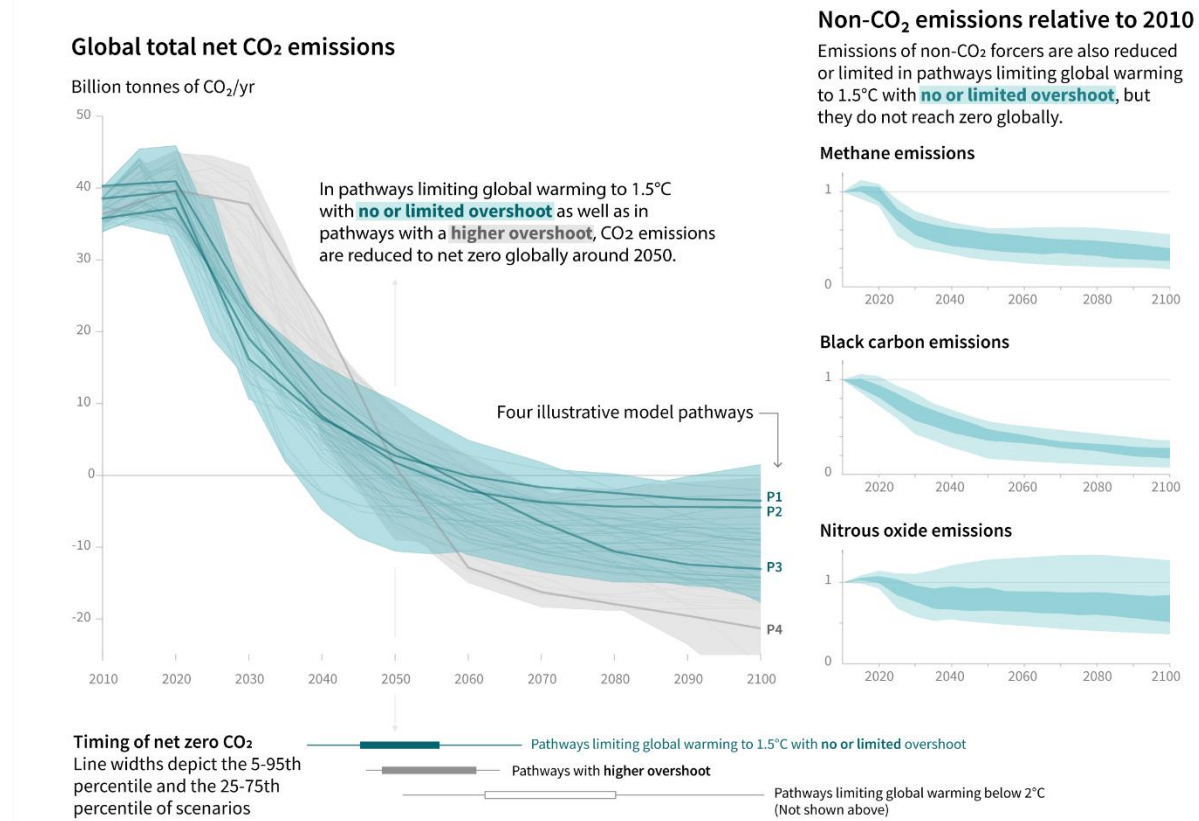 Global total net CO₂ emissions
Billion tonnes of CO₂/yr
50
40
30
20
10
0
-10
-20
2010
2020
2030
2040
2050
2060
2070
2080
2090
2100
In pathways limiting global warming to 1.5°C
with no or limited overshoot as well as in
pathways with a higher overshoot, CO₂ emissions
are reduced to net zero globally around 2050.
Four illustrative model pathways
P1
P2
P3
P4
Non-CO₂ emissions relative to 2010
Emissions of non-CO₂ forcers are also reduced
or limited in pathways limiting global warming
to 1.5°C with no or limited overshoot, but
they do not reach zero globally.
Methane emissions
1
0
2020
2040
2060
2080
2100
Black carbon emissions
1
0
2020
2040
2060
2080
2100
Nitrous oxide emissions
1
0
2020
2040
2060
2080
2100
Timing of net zero CO₂
Line widths depict the 5-95th
percentile and the 25-75th
percentile of scenarios
Pathways limiting global warming to 1.5°C with no or limited overshoot
Pathways with higher overshoot
Pathways limiting global warming below 2°C
(Not shown above)